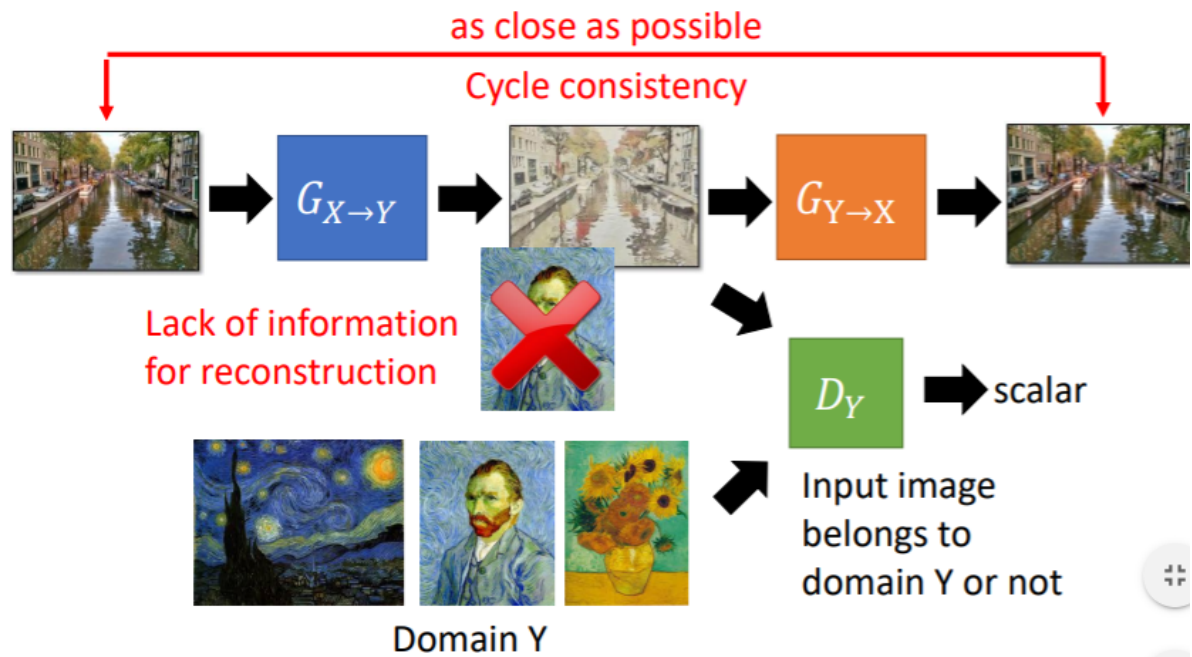 as close as possible
Cycle consistency
G_{X→Y}
G_{Y→X}
Lack of information
for reconstruction
D_Y
scalar
Input image
belongs to
domain Y or not
Domain Y